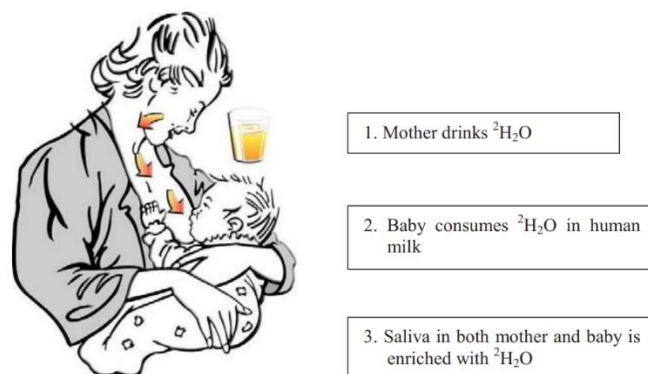 1. Mother drinks ²H₂O
2. Baby consumes ²H₂O in human
milk
3. Saliva in both mother and baby is
enriched with ²H₂O